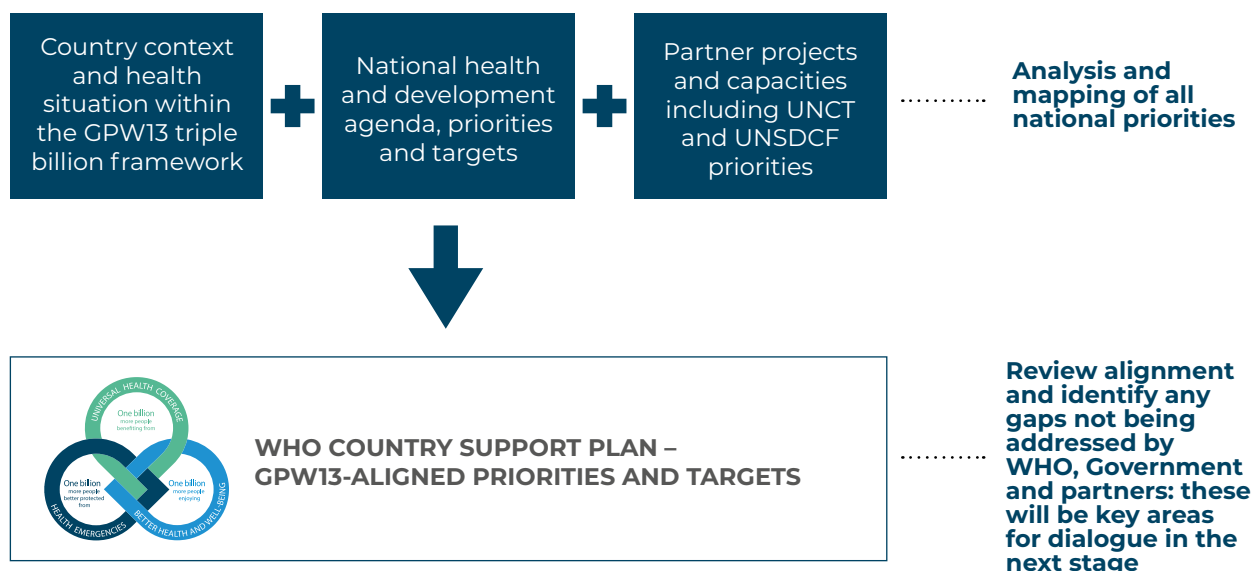 Country context
and health
situation within
the GPW13 triple
billion framework
National health
and development
agenda, priorities
and targets
Partner projects
and capacities
including UNCT
and UNSDCF
priorities
Analysis and
mapping of all
national priorities
UNIVERSAL HEALTH COVERAGE
One billion
more people
benefiting from
One billion
more people
better protected
from
HEALTH EMERGENCIES
One billion
more people
enjoying
BETTER HEALTH AND WELL-BEING
WHO COUNTRY SUPPORT PLAN –
GPW13-ALIGNED PRIORITIES AND TARGETS
Review alignment
and identify any
gaps not being
addressed by
WHO, Government
and partners: these
will be key areas
for dialogue in the
next stage